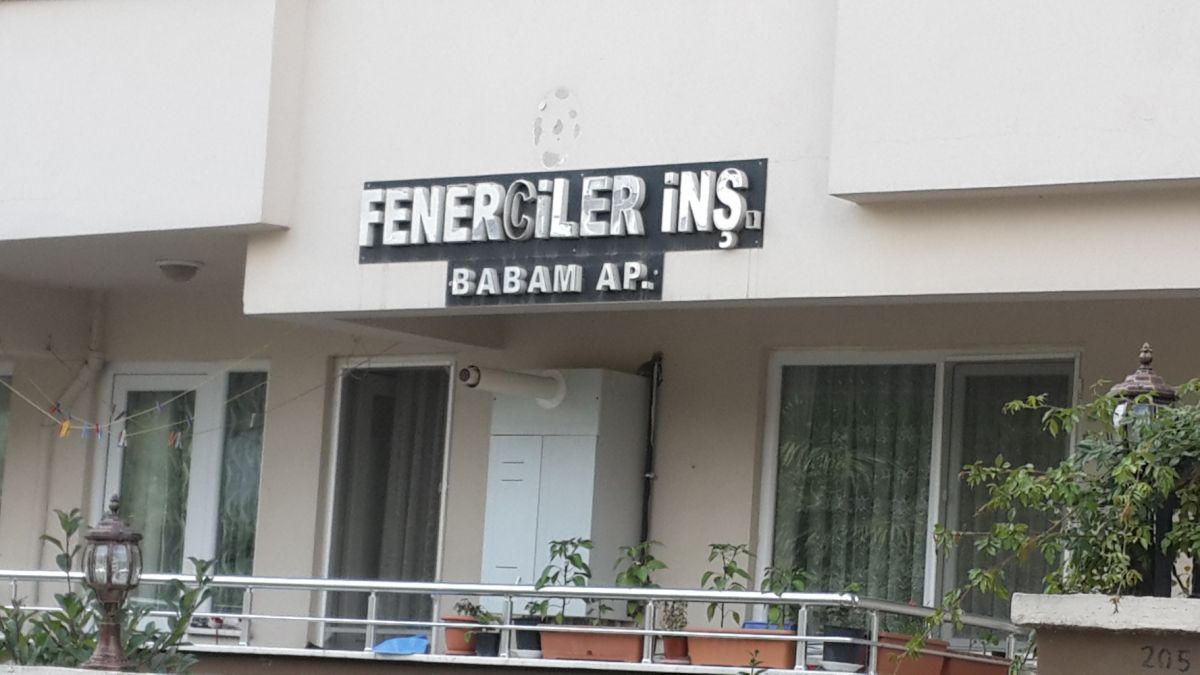 FENERCİLER İNŞ.
BABAM AP.
205